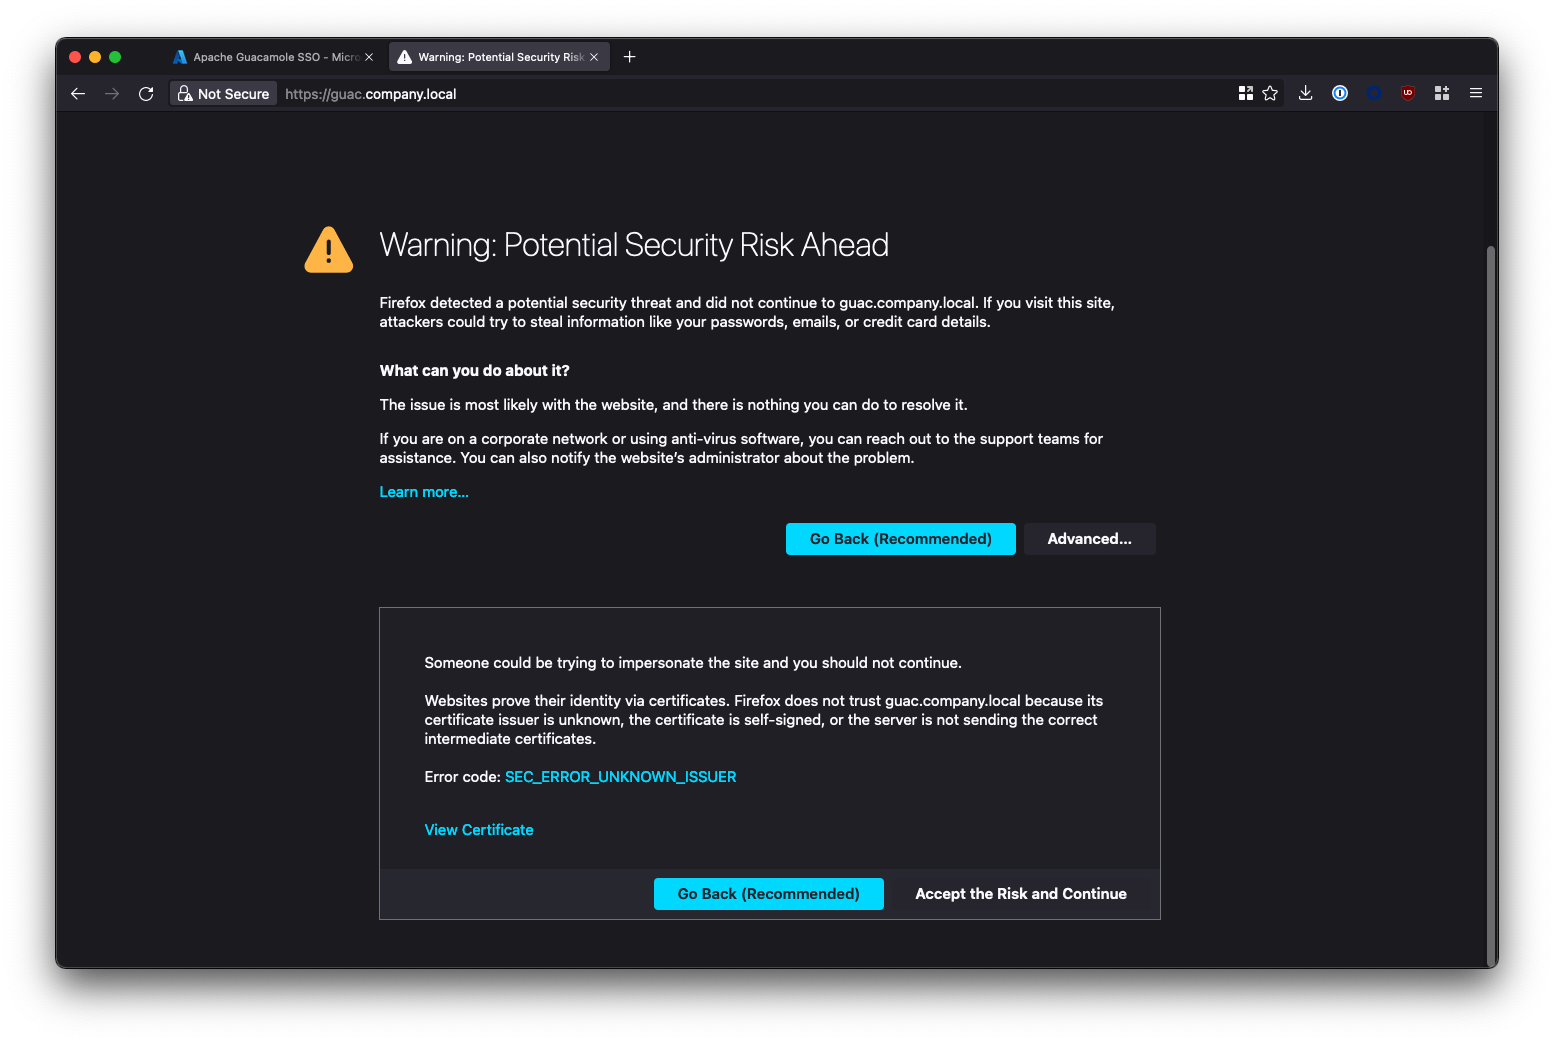 Apache Guacamole SSO - Micro
Warning: Potential Security Risk
Not Secure
https://guac.company.local
Warning: Potential Security Risk Ahead
Firefox detected a potential security threat and did not continue to guac.company.local. If you visit this site,
attackers could try to steal information like your passwords, emails, or credit card details.
What can you do about it?
The issue is most likely with the website, and there is nothing you can do to resolve it.
If you are on a corporate network or using anti-virus software, you can reach out to the support teams for
assistance. You can also notify the website’s administrator about the problem.
Learn more...
Go Back (Recommended)
Advanced...
Someone could be trying to impersonate the site and you should not continue.
Websites prove their identity via certificates. Firefox does not trust guac.company.local because its
certificate issuer is unknown, the certificate is self-signed, or the server is not sending the correct
intermediate certificates.
Error code: SEC_ERROR_UNKNOWN_ISSUER
View Certificate
Go Back (Recommended)
Accept the Risk and Continue